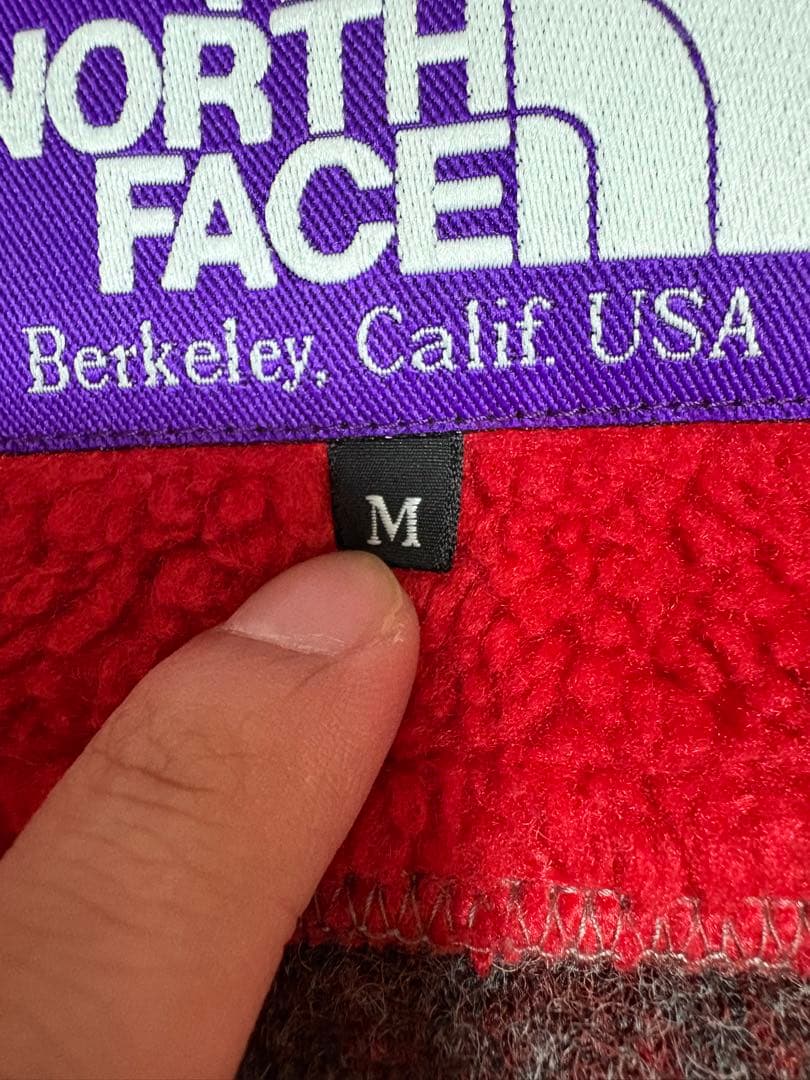 NORTH
FACE
Berkeley, Calif. USA
M